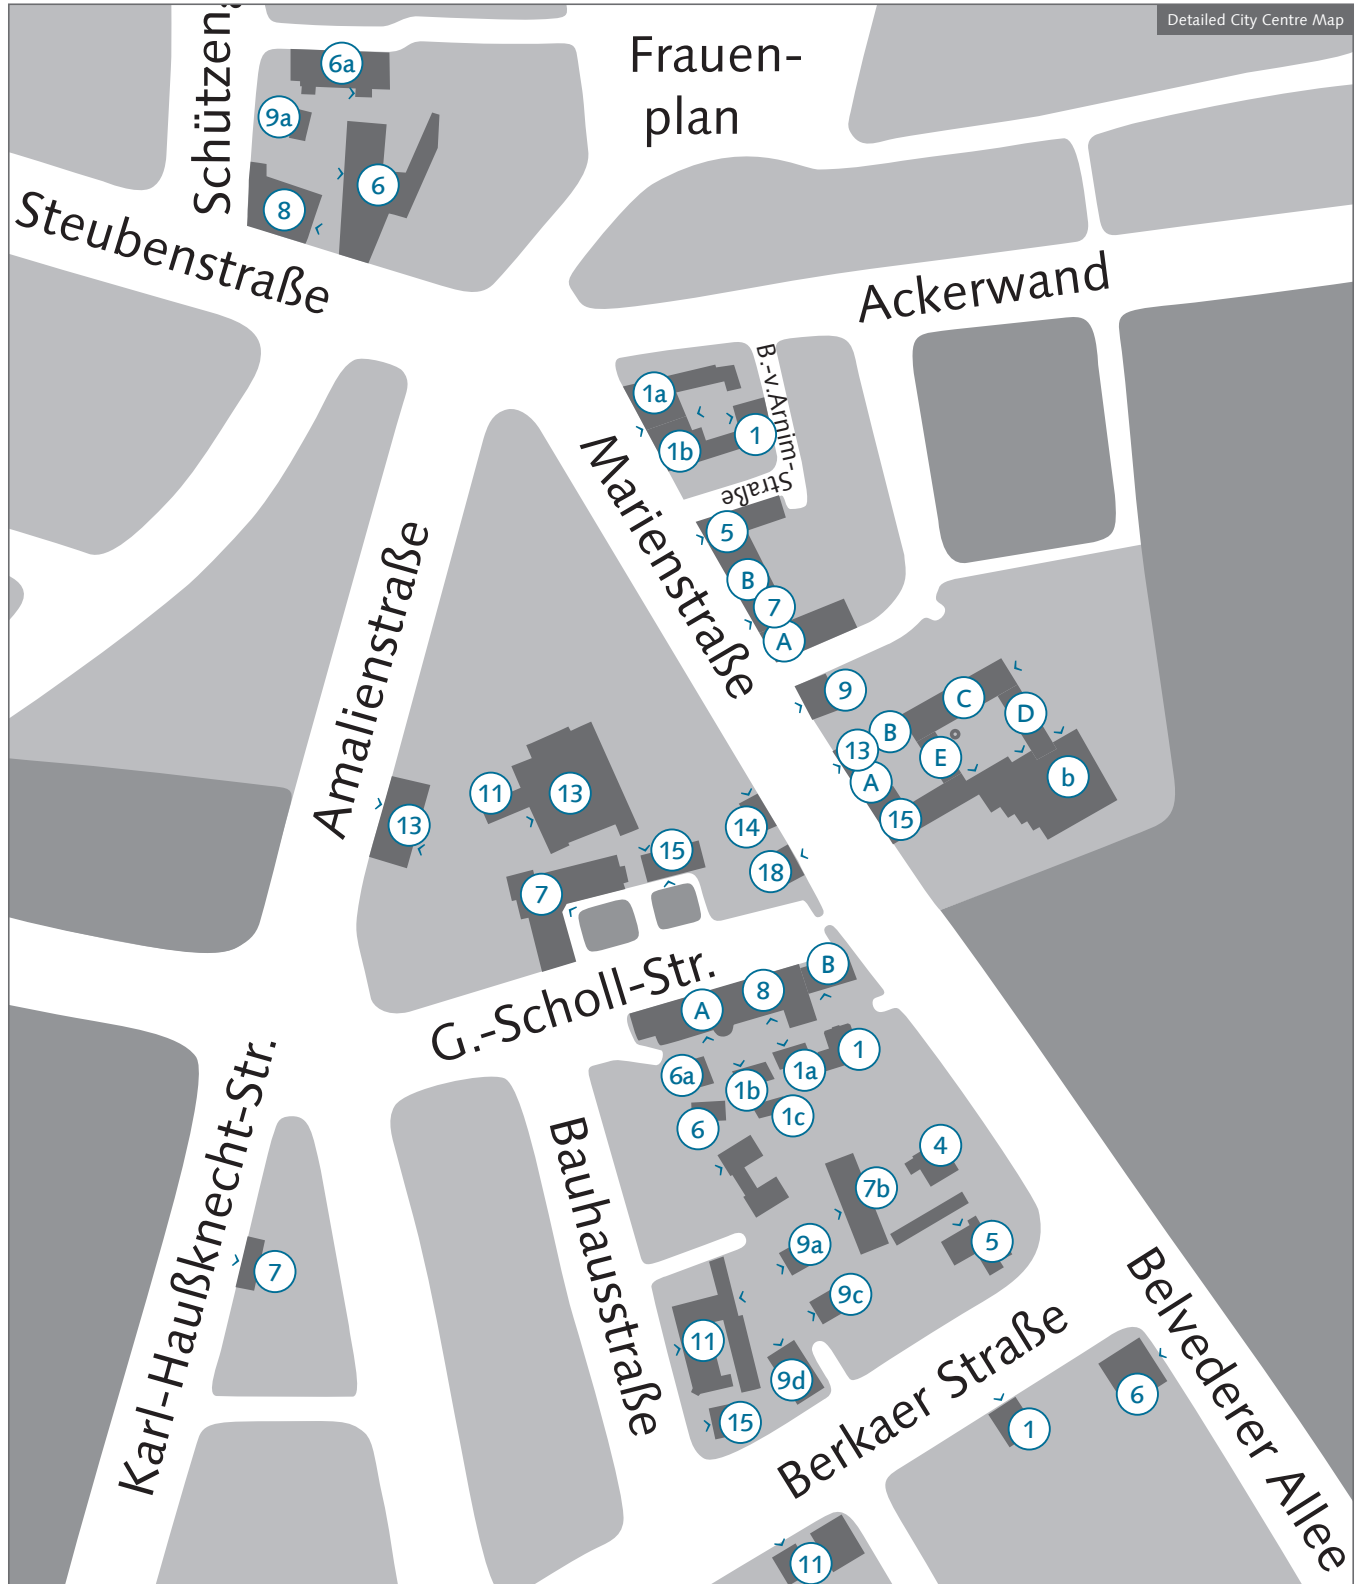 Detailed City Centre Map
Frauen-
plan
Schützen
6a
9a
6
8
Steubenstraße
Ackerwand
B.-v.Arnim-
Straße
1a
1
1b
Marienstraße
5
B
7
A
Amalienstraße
9
C
D
B
13
E
A
b
15
11
13
13
14
15
18
7
G.-Scholl-Str.
B
8
A
1
1a
6a
1b
1c
6
Karl-Haußknecht-Str.
Bauhausstraße
4
7b
5
9a
9c
7
11
9d
15
Berkaer Straße
Belvederer Allee
6
1
11